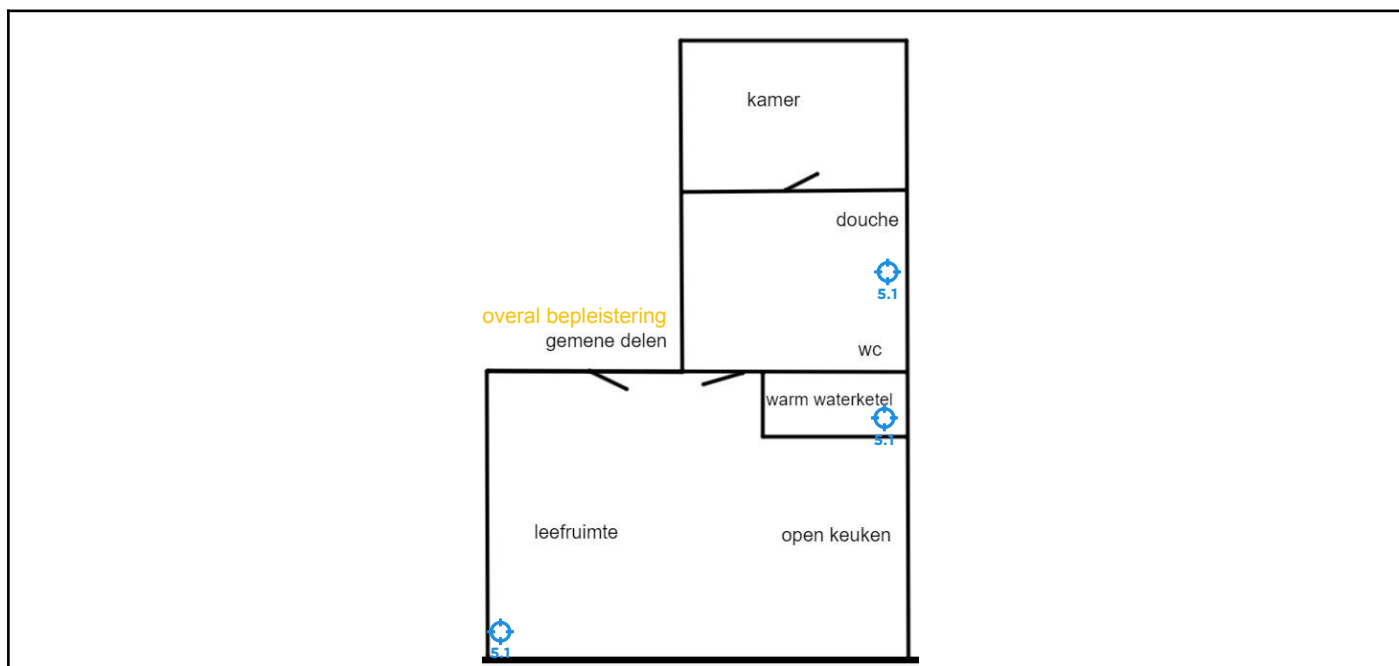 kamer
douche
5.1
overal bepleistering
gemene delen
wc
warm waterketel
5.1
leefruimte
open keuken
5.1